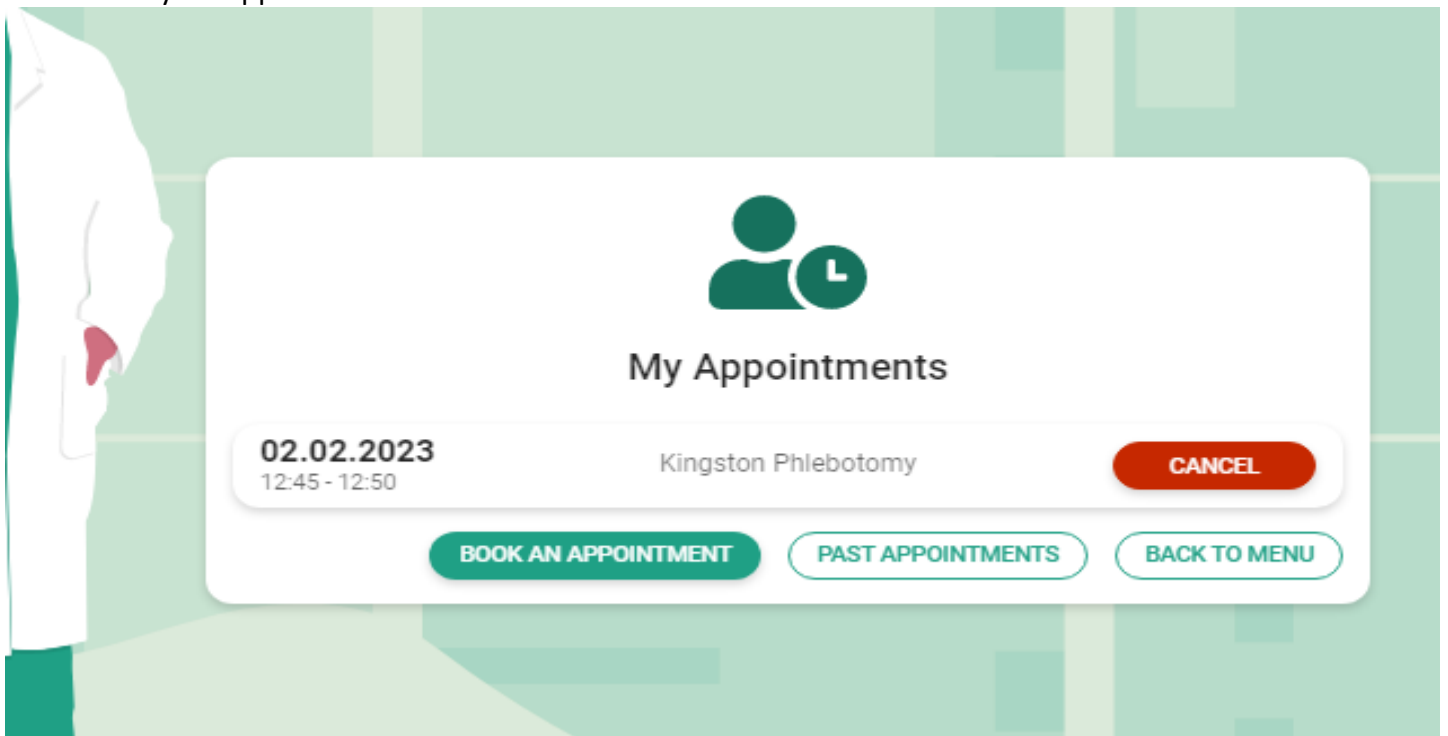 My Appointments
02.02.2023
12:45 - 12:50
Kingston Phlebotomy
CANCEL
BOOK AN APPOINTMENT
PAST APPOINTMENTS
BACK TO MENU